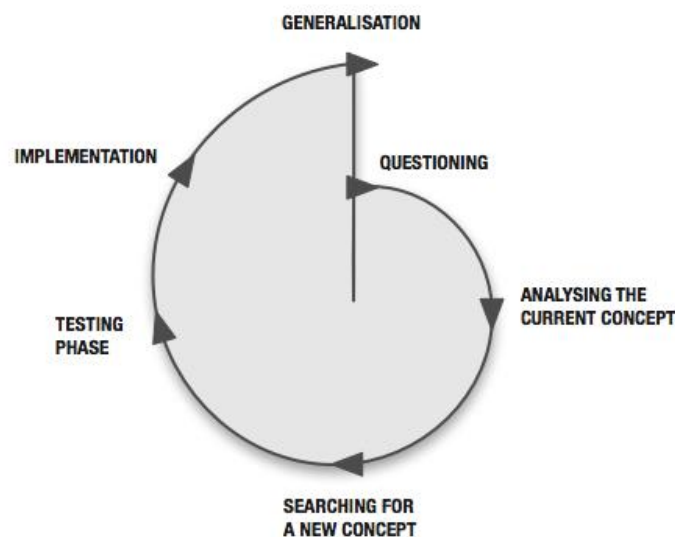 GENERALISATION
QUESTIONING
ANALYSING THE
CURRENT CONCEPT
SEARCHING FOR
A NEW CONCEPT
TESTING
PHASE
IMPLEMENTATION